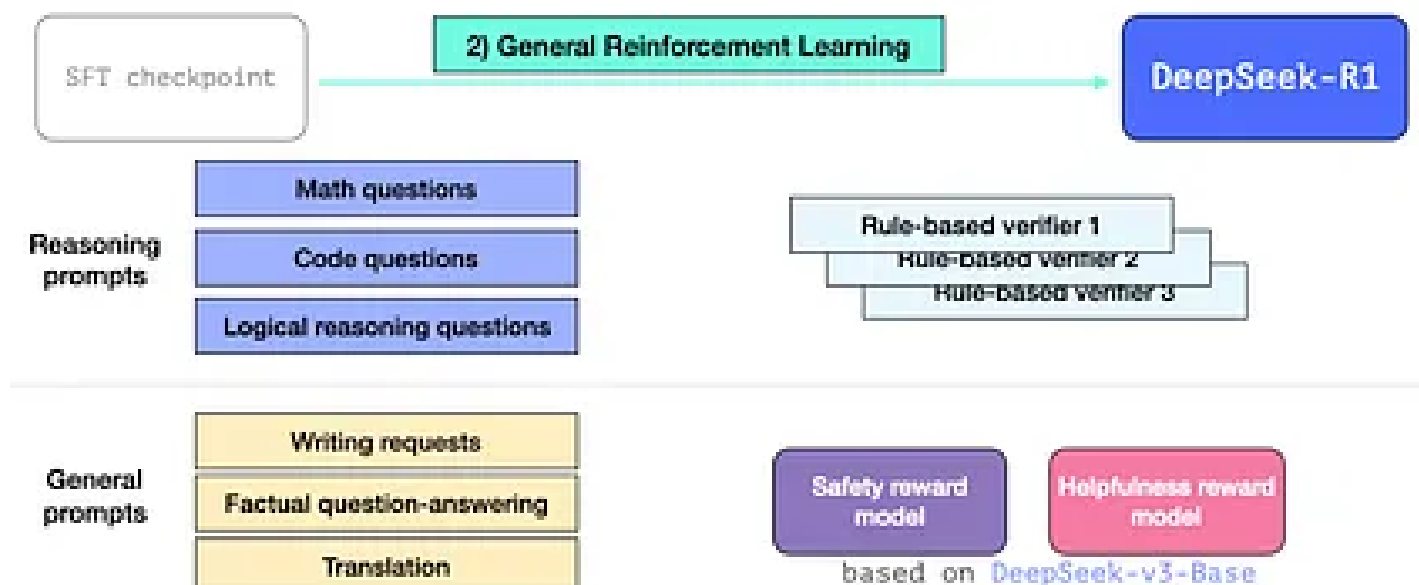 2) General Reinforcement Learning
SFT checkpoint
DeepSeek-R1
Reasoning
prompts
Math questions
Code questions
Logical reasoning questions
Rule-based verifier 1
Rule-based verifier 2
Rule-based verifier 3
General
prompts
Writing requests
Factual question-answering
Translation
Safety reward
model
Helpfulness reward
model
based on DeepSeek-v3-Base